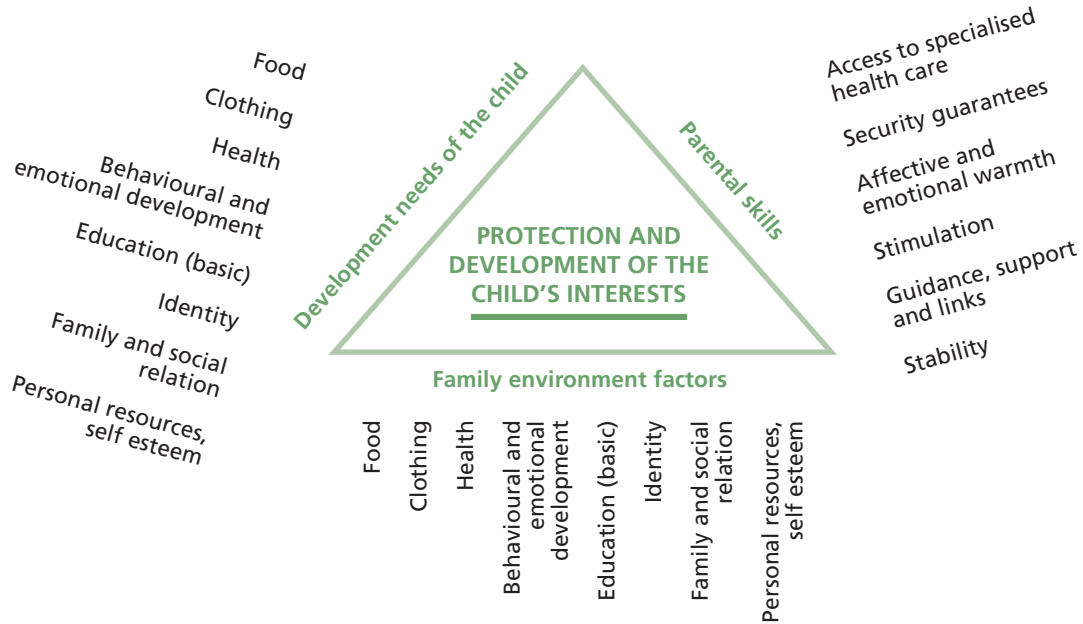 Food
Clothing
Health
Behavioural and
emotional development
Education (basic)
Identity
Family and social
relation
Personal resources,
self esteem
Development needs of the child
Parental skills
PROTECTION AND
DEVELOPMENT OF THE
CHILD’S INTERESTS
Family environment factors
Access to specialised
health care
Security guarantees
Affective and
emotional warmth
Stimulation
Guidance, support
and links
Stability
Food
Clothing
Health
Behavioural and
emotional
development
Education (basic)
Identity
Family and social
relation
Personal resources,
self esteem